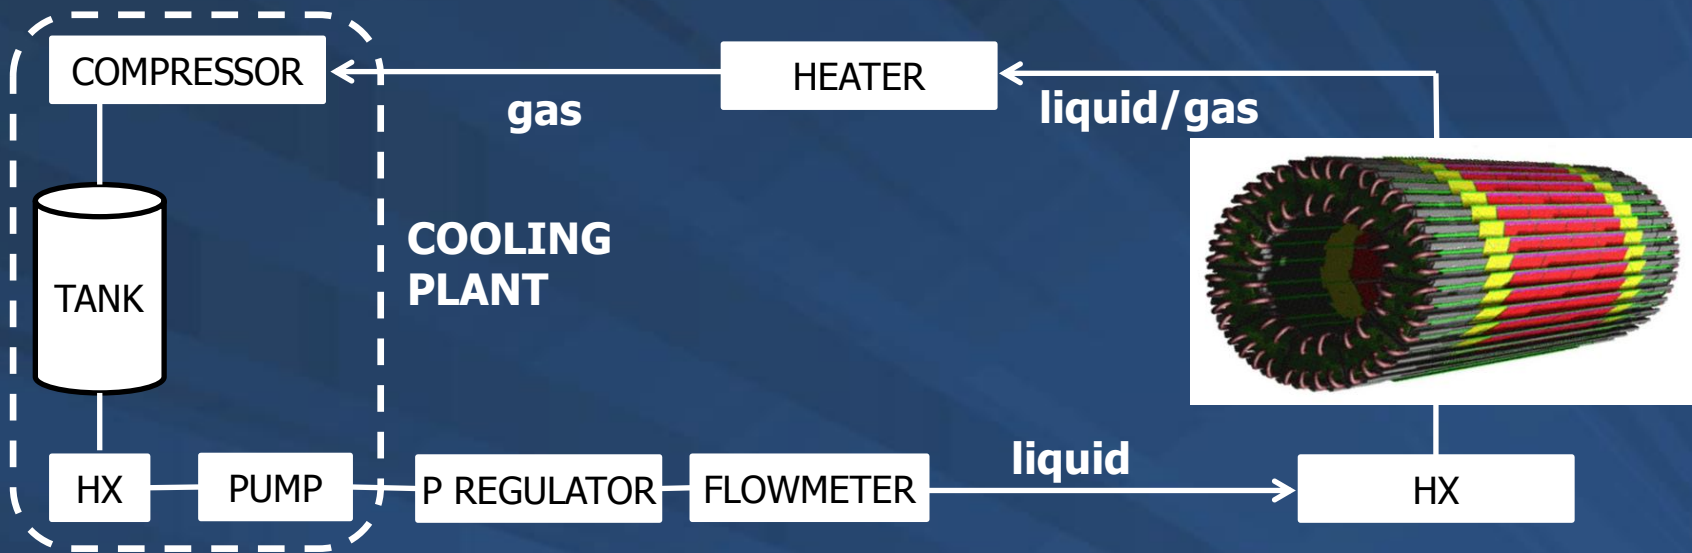 COMPRESSOR
HEATER
gas
liquid/gas
TANK
COOLING
PLANT
HX
PUMP
P REGULATOR
FLOWMETER
liquid
HX